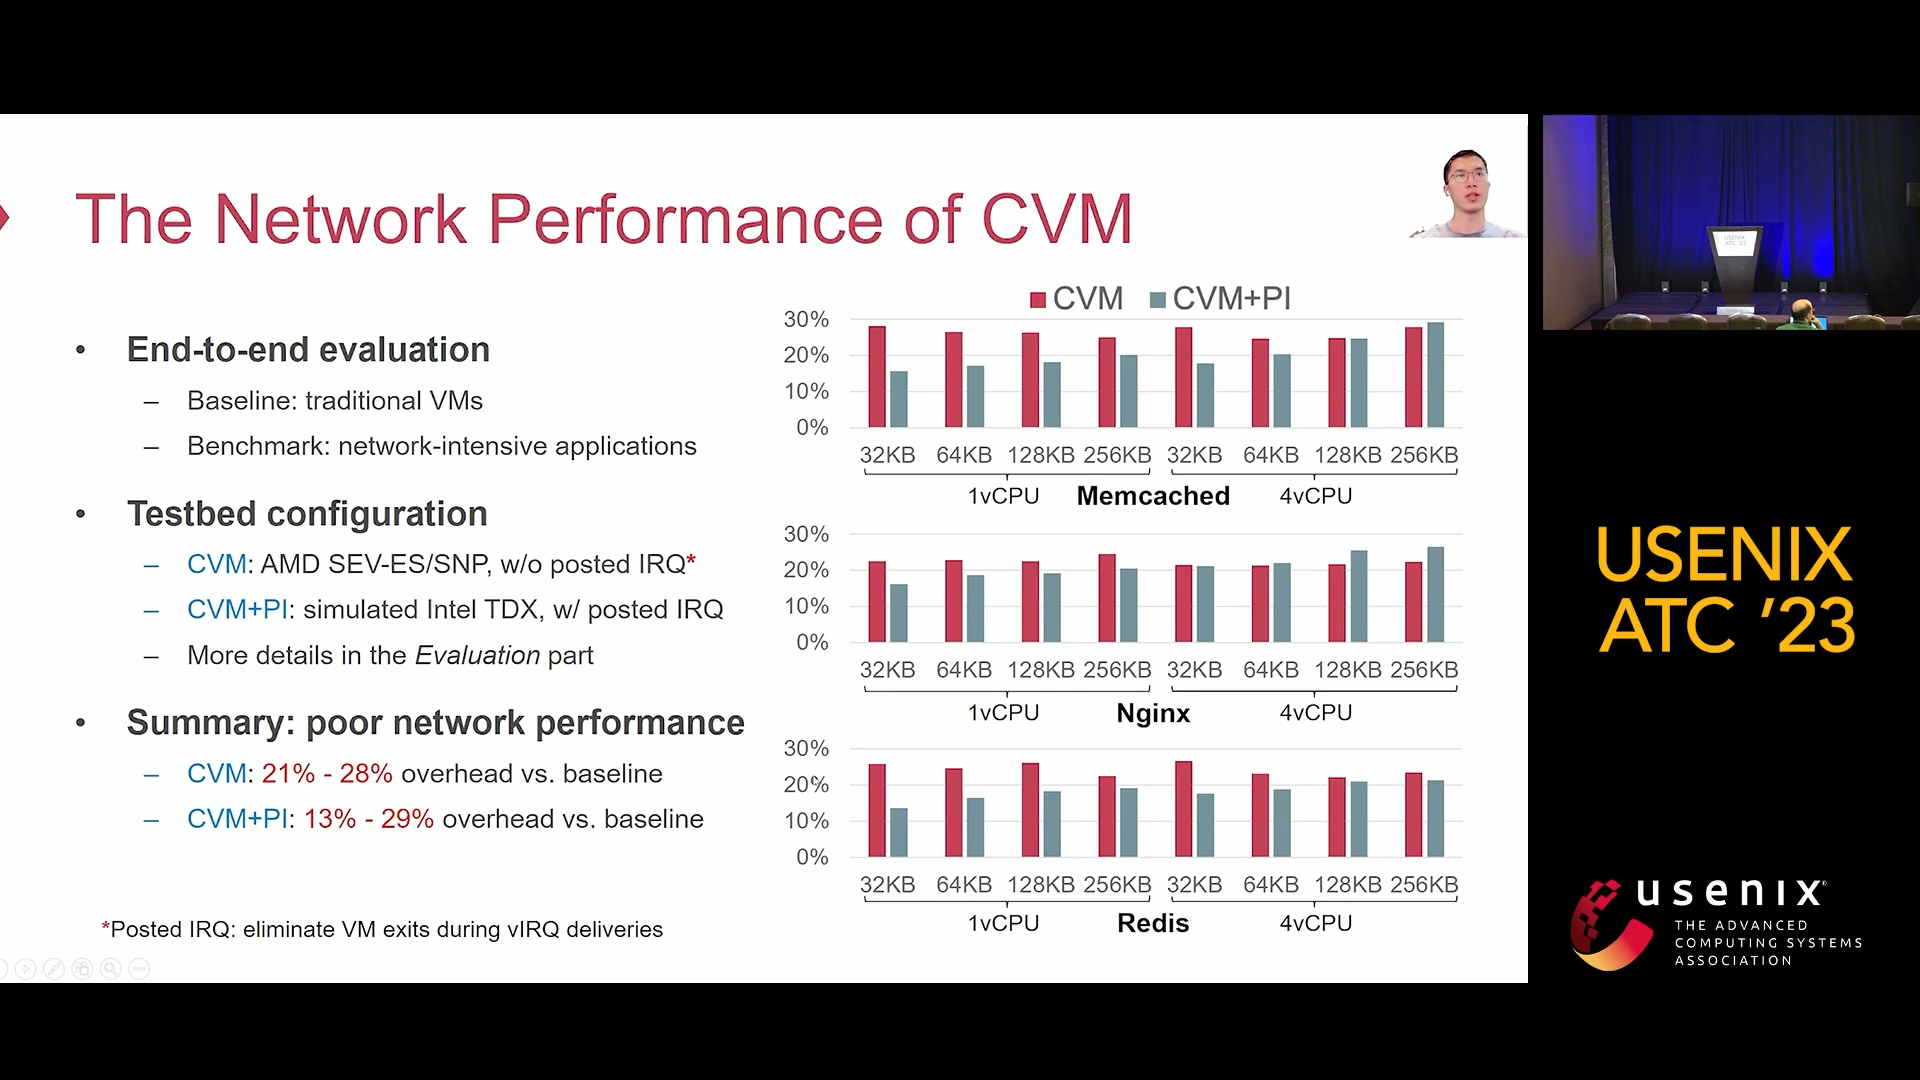 The Network Performance of CVM
• End-to-end evaluation
– Baseline: traditional VMs
– Benchmark: network-intensive applications
• Testbed configuration
– CVM: AMD SEV-ES/SNP, w/o posted IRQ*
– CVM+PI: simulated Intel TDX, w/ posted IRQ
– More details in the Evaluation part
• Summary: poor network performance
– CVM: 21% - 28% overhead vs. baseline
– CVM+PI: 13% - 29% overhead vs. baseline
*Posted IRQ: eliminate VM exits during vIRQ deliveries
CVM CVM+PI
30%
20%
10%
0%
32KB 64KB 128KB 256KB 32KB 64KB 128KB 256KB
1vCPU Memcached 4vCPU
30%
20%
10%
0%
32KB 64KB 128KB 256KB 32KB 64KB 128KB 256KB
1vCPU Nginx 4vCPU
30%
20%
10%
0%
32KB 64KB 128KB 256KB 32KB 64KB 128KB 256KB
1vCPU Redis 4vCPU
USENIX
ATC '23
USENIX
ATC '23
usenix®
THE ADVANCED
COMPUTING SYSTEMS
ASSOCIATION